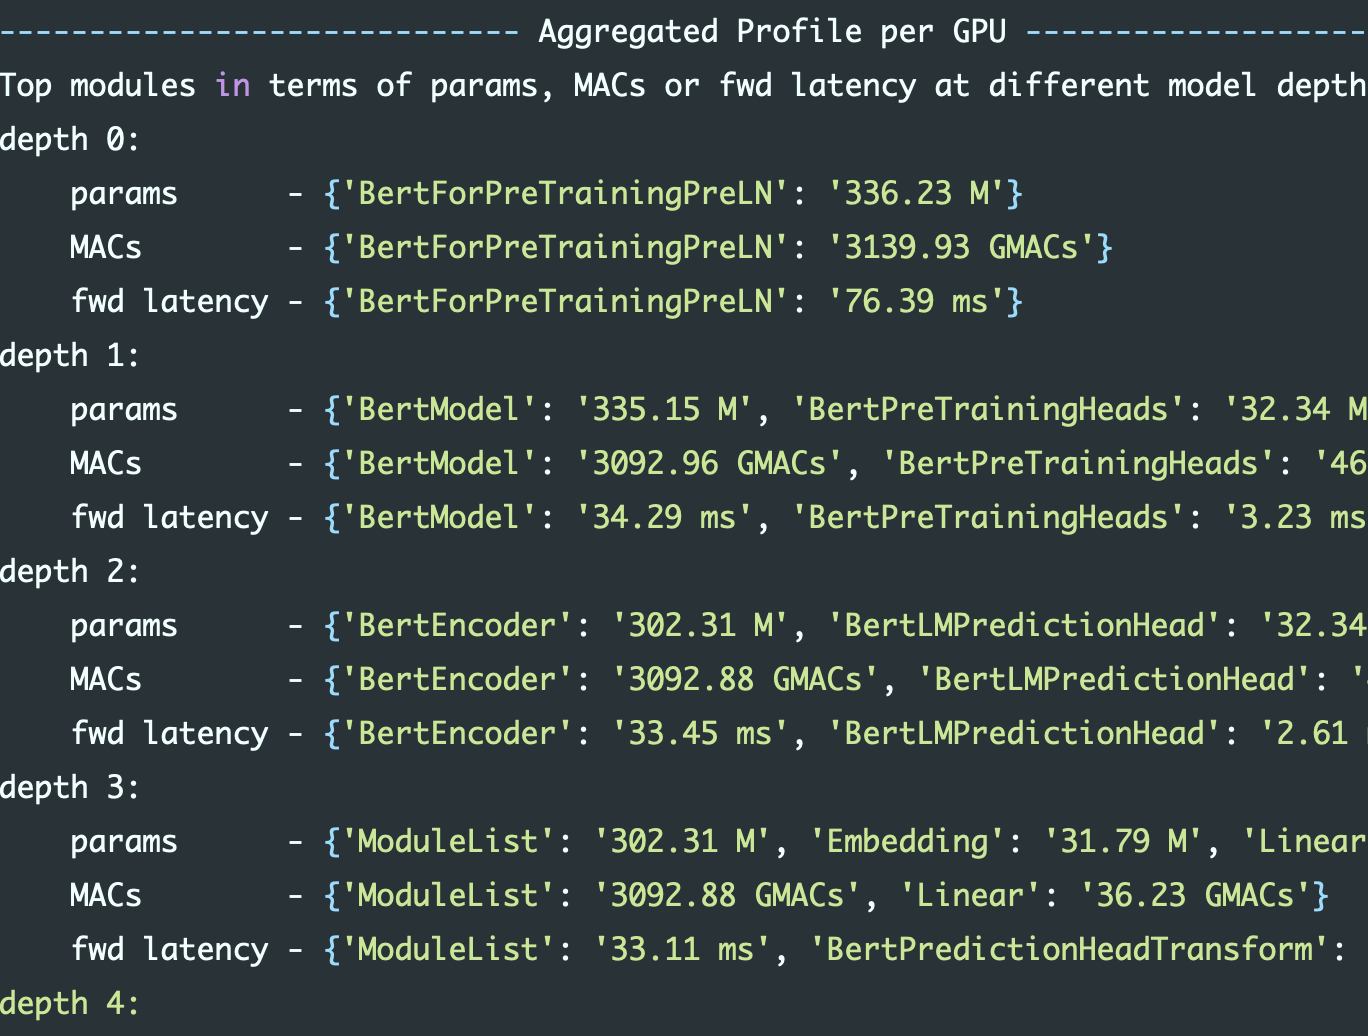 ----------------------------- Aggregated Profile per GPU -------------------
Top modules in terms of params, MACs or fwd latency at different model depth
depth 0:
    params      - {'BertForPreTrainingPreLN': '336.23 M'}
    MACs        - {'BertForPreTrainingPreLN': '3139.93 GMACs'}
    fwd latency - {'BertForPreTrainingPreLN': '76.39 ms'}
depth 1:
    params      - {'BertModel': '335.15 M', 'BertPreTrainingHeads': '32.34 M
    MACs        - {'BertModel': '3092.96 GMACs', 'BertPreTrainingHeads': '46
    fwd latency - {'BertModel': '34.29 ms', 'BertPreTrainingHeads': '3.23 ms
depth 2:
    params      - {'BertEncoder': '302.31 M', 'BertLMPredictionHead': '32.34
    MACs        - {'BertEncoder': '3092.88 GMACs', 'BertLMPredictionHead': '
    fwd latency - {'BertEncoder': '33.45 ms', 'BertLMPredictionHead': '2.61
depth 3:
    params      - {'ModuleList': '302.31 M', 'Embedding': '31.79 M', 'Linear
    MACs        - {'ModuleList': '3092.88 GMACs', 'Linear': '36.23 GMACs'}
    fwd latency - {'ModuleList': '33.11 ms', 'BertPredictionHeadTransform':
depth 4: